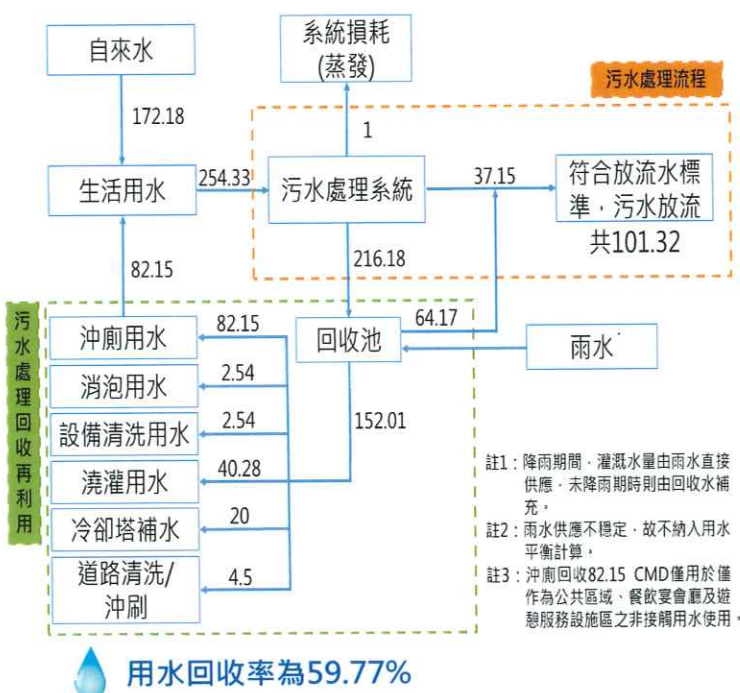 自來水
系統損耗
(蒸發)
污水處理流程
172.18
1
生活用水
254.33
污水處理系統
37.15
符合放流水標
準，污水放流
共101.32
82.15
216.18
污水處理回收再利用
沖廁用水
82.15
回收池
64.17
雨水
消泡用水
2.54
設備清洗用水
2.54
152.01
澆灌用水
40.28
冷卻塔補水
20
道路清洗/
沖刷
4.5
註1：降雨期間，灌溉水量由雨水直接
供應，未降雨期時則由回收水補
充。
註2：雨水供應不穩定，故不納入用水
平衡計算。
註3：沖廁回收82.15 CMD僅用於僅
作為公共區域、餐飲宴會廳及遊
憩服務設施區之非接觸用水使用。
用水回收率為59.77%